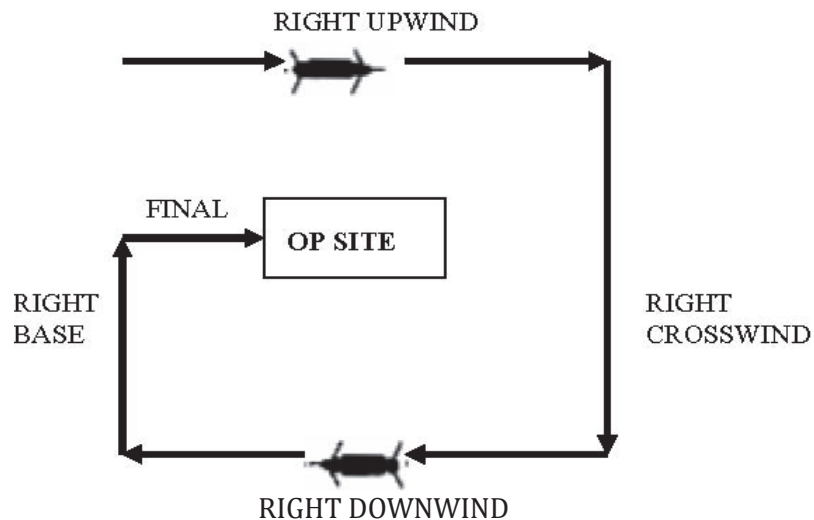 RIGHT UPWIND
FINAL
OP SITE
RIGHT
BASE
RIGHT
CROSSWIND
RIGHT DOWNWIND